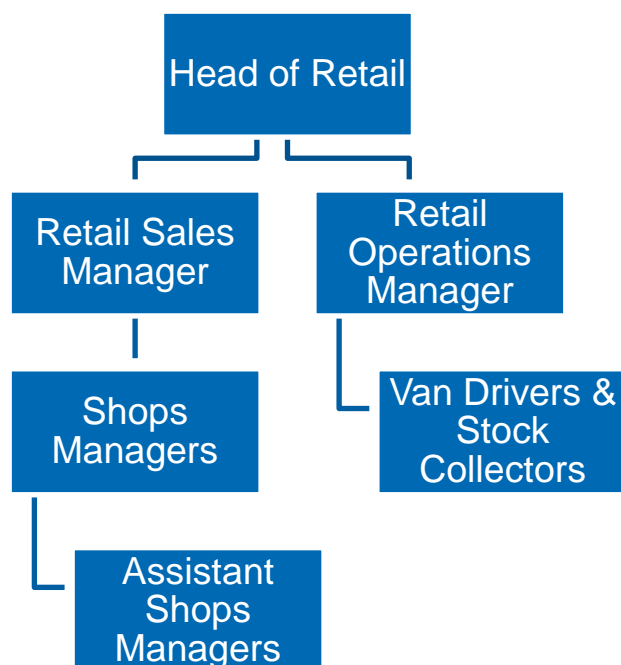 Head of Retail
Retail Sales
Manager
Retail
Operations
Manager
Shops
Managers
Van Drivers &
Stock
Collectors
Assistant
Shops
Managers